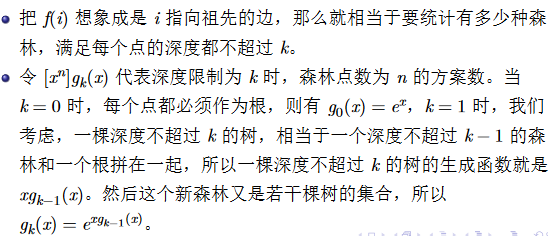 把 f(i) 想象成是 i 指向祖先的边，那么就相当于要统计有多少种森
林，满足每个点的深度都不超过 k。
令 [xⁿ]gₖ(x) 代表深度限制为 k 时，森林点数为 n 的方案数。当
k = 0 时，每个点都必须作为根，则有 g₀(x) = eˣ，k = 1 时，我们
考虑，一棵深度不超过 k 的树，相当于一个深度不超过 k − 1 的森
林和一个根拼在一起，所以一棵深度不超过 k 的树的生成函数就是
xgₖ₋₁(x)。然后这个新森林又是若干棵树的集合，所以
gₖ(x) = e^{xgₖ₋₁(x)}。